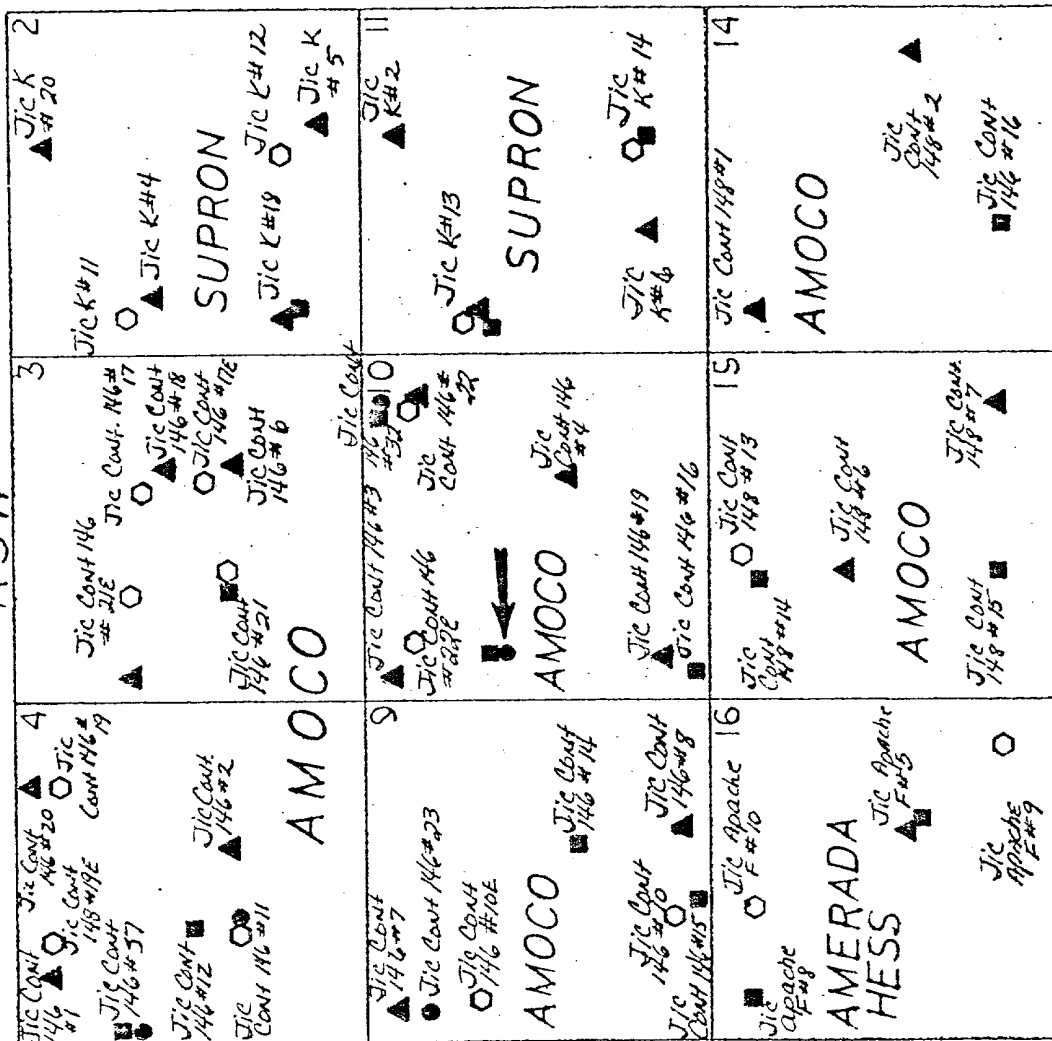 4
Jic Cont
146
#1
Jic Cont
146 #20
Jic
Cont 146 #
19
Jic Cont
148 #19E
Jic Cont
146 #37
Jic Cont
146 #12
Jic Cont
146 #2
Jic
Cont 146 #11
AMOCO
3
Jic Cont 146
#21E
Jic Cont. 146 #
17
Jic Cont
146 #18
Jic Cont
146 #17E
Jic Cont
146 #6
Jic Cont
146 #21
2
Jic K
#20
Jic K#11
Jic K#4
SUPRON
Jic K#12
Jic K#18
Jic K
#5
9
Jic Cont
146 #7
Jic Cont 146 #23
Jic Cont
146 #10E
AMOCO
Jic Cont
146 #14
Jic Cont
146 #10
Jic Cont
146 #8
Jic
Cont 146 #15
10
Jic Cont
146
#32
Jic Cont 146 #3
Jic
Cont 146 #
22
Jic Cont 146
#22E
Jic
Cont 146
#4
AMOCO
Jic Cont 146 #19
Jic Cont 146 #16
11
Jic
K#2
Jic K#13
SUPRON
Jic
K#14
Jic
K#6
16
Jic Apache
F#10
Jic
Apache
F#8
AMERADA
HESS
Jic Apache
F#5
Jic
Apache
F#9
15
Jic Cont
148 #13
Jic
Cont
148 #14
Jic Cont
148 #6
AMOCO
Jic Cont.
148 #7
Jic Cont
148 #15
14
Jic Cont 148 #1
AMOCO
Jic
Cont
148 #2
Jic Cont
146 #16